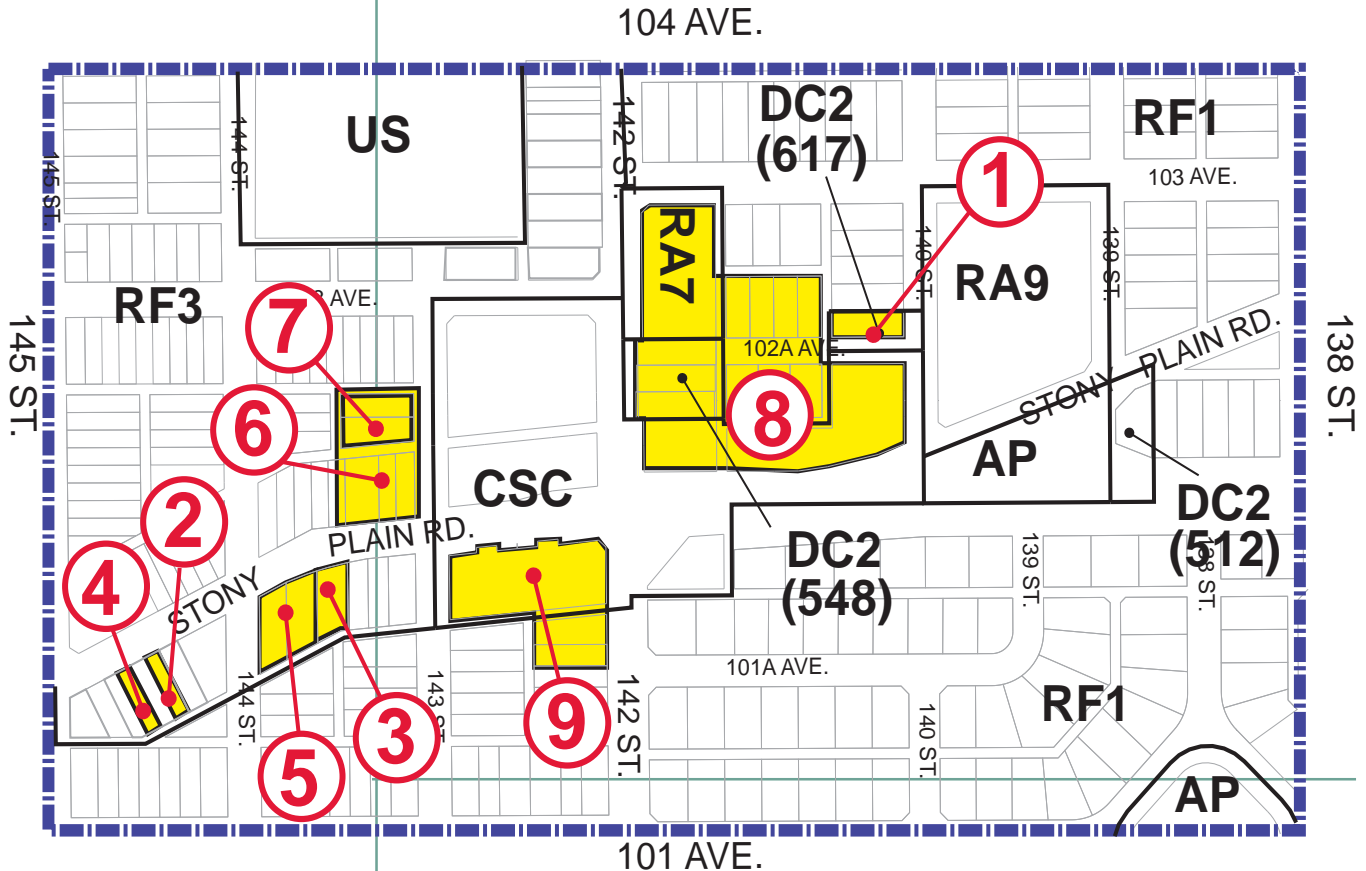 104 AVE.
US
DC2
(617)
RF1
142 ST.
144 ST.
145 ST.
1
103 AVE.
RA7
140 ST.
139 ST.
RA9
RF3
7
AVE.
102A AVE.
STONY PLAIN RD.
145 ST.
138 ST.
6
8
CSC
AP
2
PLAIN RD.
DC2
(548)
DC2
(512)
139 ST.
138 ST.
4
STONY
101A AVE.
144 ST.
143 ST.
142 ST.
140 ST.
RF1
5
3
9
AP
101 AVE.